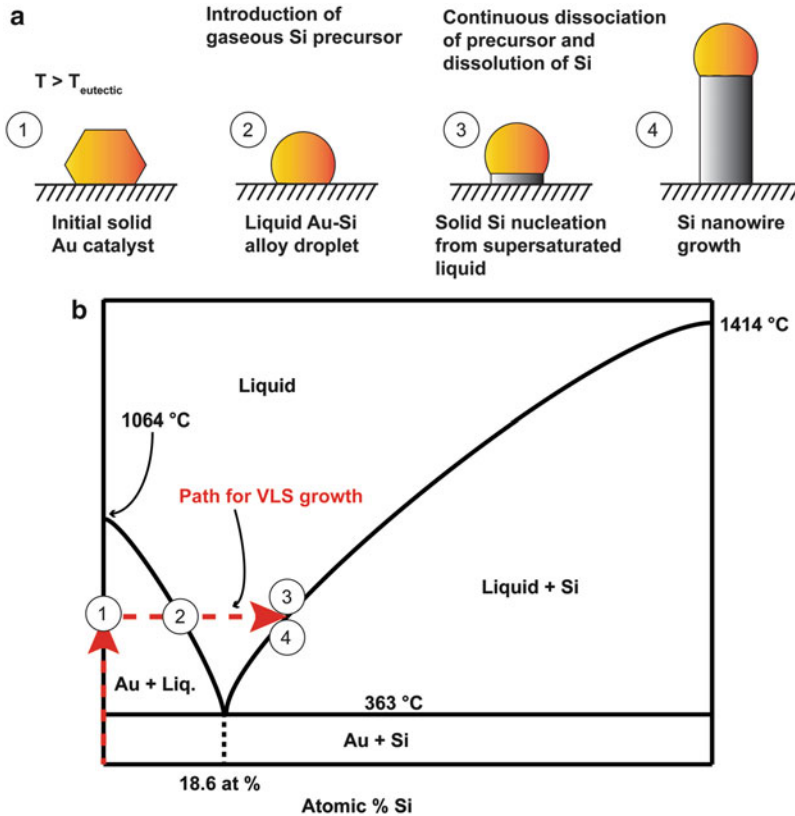 a
Introduction of
gaseous Si precursor
Continuous dissociation
of precursor and
dissolution of Si
T > Teutectic
1
2
3
4
Initial solid
Au catalyst
Liquid Au-Si
alloy droplet
Solid Si nucleation
from supersaturated
liquid
Si nanowire
growth
b
1414 °C
Liquid
1064 °C
Path for VLS growth
Liquid + Si
1
2
3
4
Au + Liq.
363 °C
Au + Si
18.6 at %
Atomic % Si